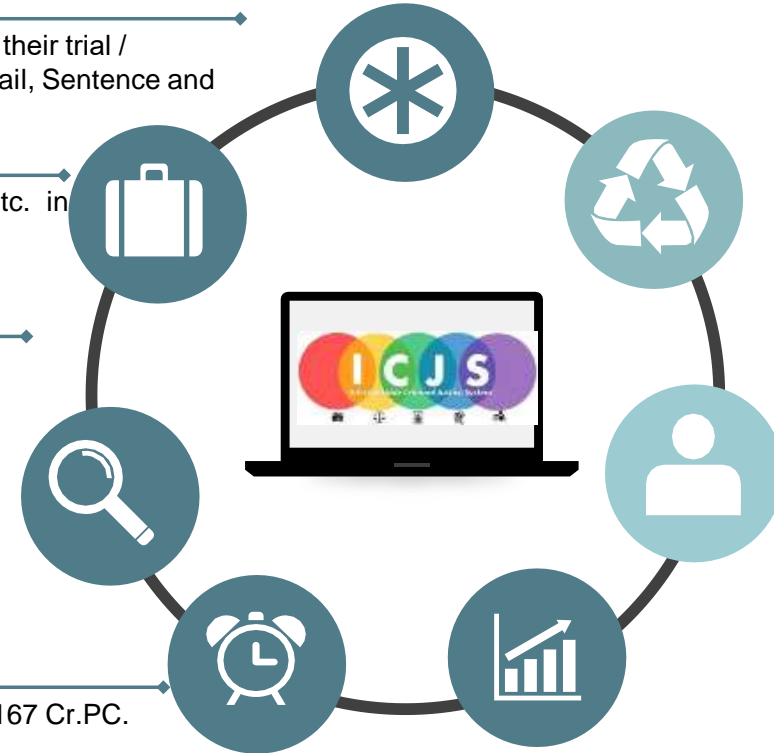 their trial /
ail, Sentence and
tc. in
ICJS
167 Cr.PC.